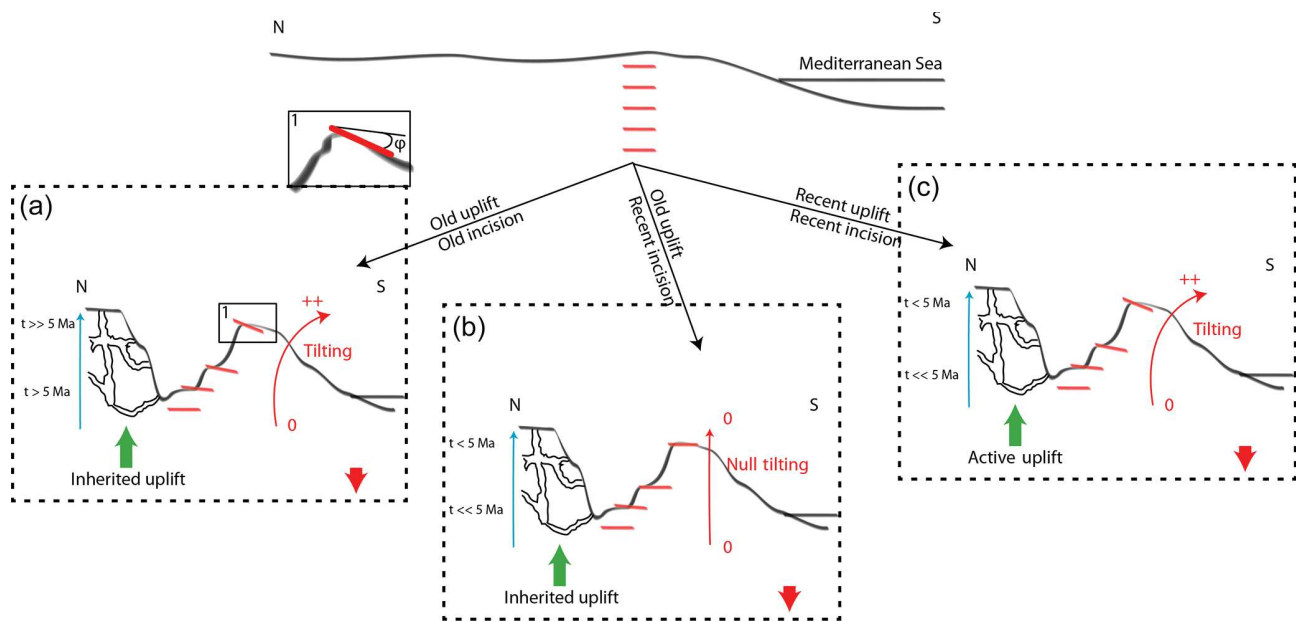 N
S
Mediterranean Sea
1
φ
Old uplift
Old incision
Old uplift
Recent incision
Recent uplift
Recent incision
(a)
N
S
t >> 5 Ma
t > 5 Ma
1
++
Tilting
0
Inherited uplift
(b)
N
S
t < 5 Ma
t << 5 Ma
0
Null tilting
0
Inherited uplift
(c)
N
S
t < 5 Ma
t << 5 Ma
++
Tilting
0
Active uplift